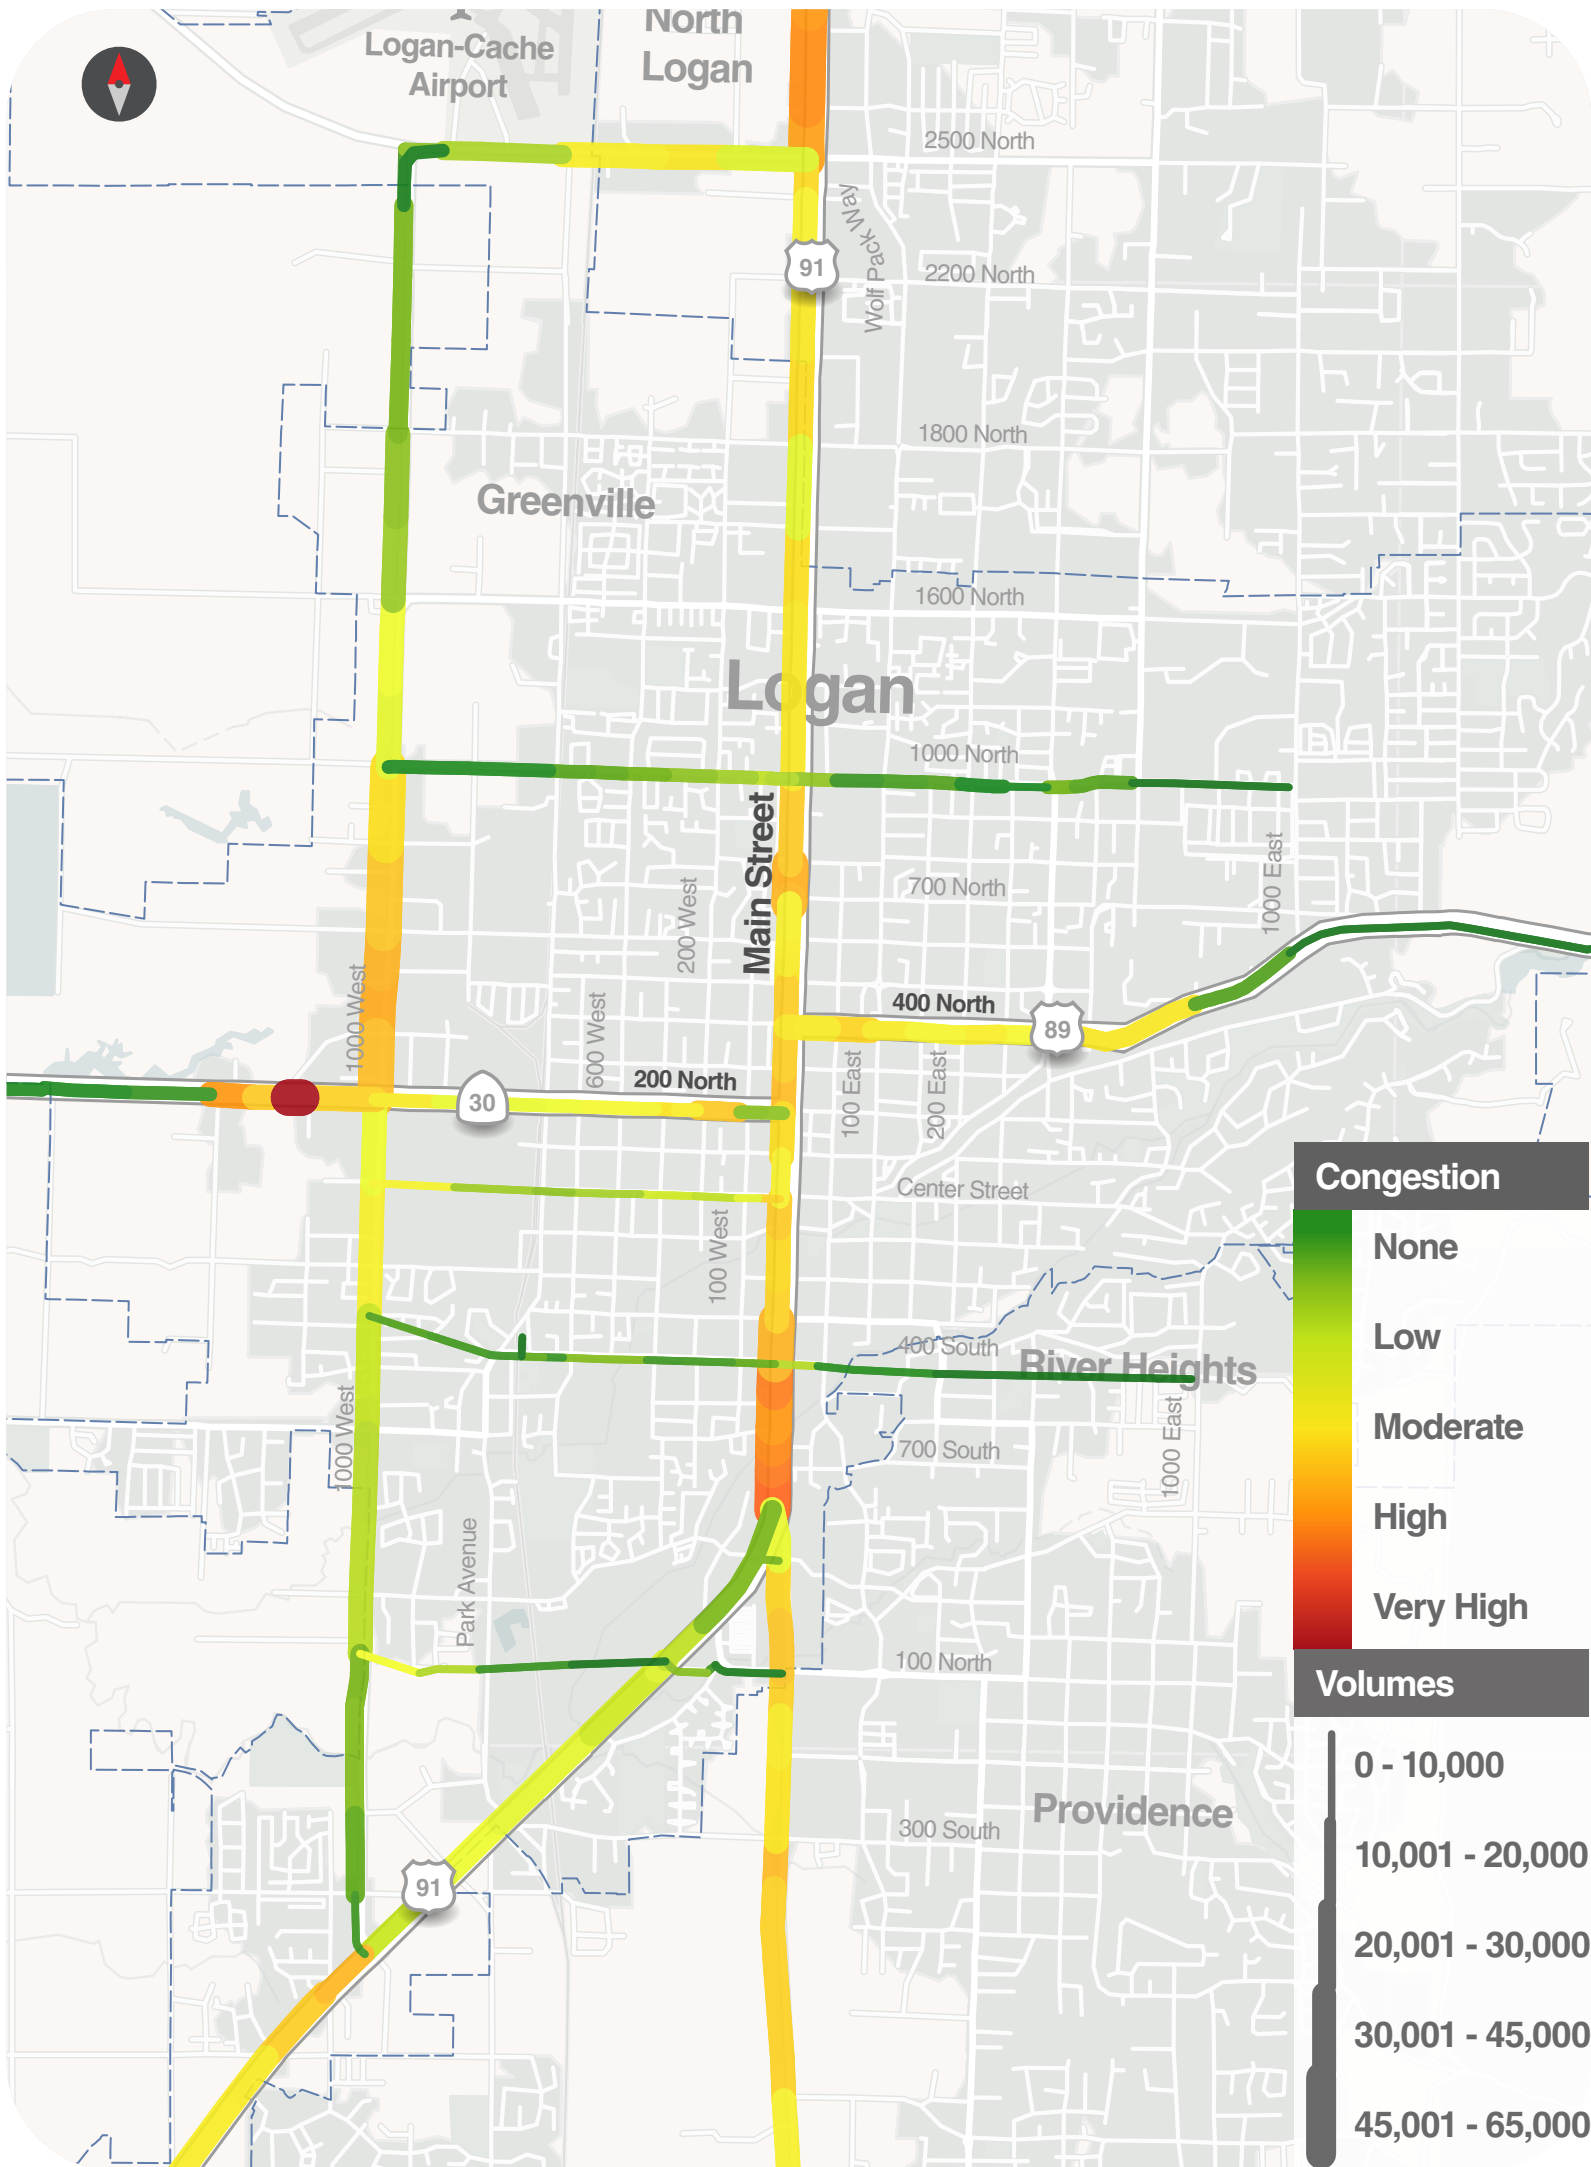 North
Logan
Logan-Cache
Airport
2500 North
Wolf Pack Way
91
2200 North
1800 North
Greenville
1600 North
Logan
1000 North
Main Street
700 North
1000 East
200 West
1000 West
600 West
400 North
89
200 North
30
100 East
200 East
Center Street
100 West
400 South
River Heights
1000 West
700 South
1000 East
Park Avenue
100 North
Providence
300 South
91
Congestion
None
Low
Moderate
High
Very High
Volumes
0 - 10,000
10,001 - 20,000
20,001 - 30,000
30,001 - 45,000
45,001 - 65,000